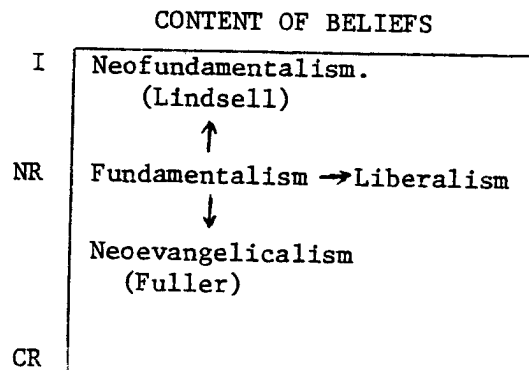 CONTENT OF BELIEFS
I Neofundamentalism.
(Lindsell)
NR Fundamentalism → Liberalism
Neoevangelicalism
(Fuller)
CR